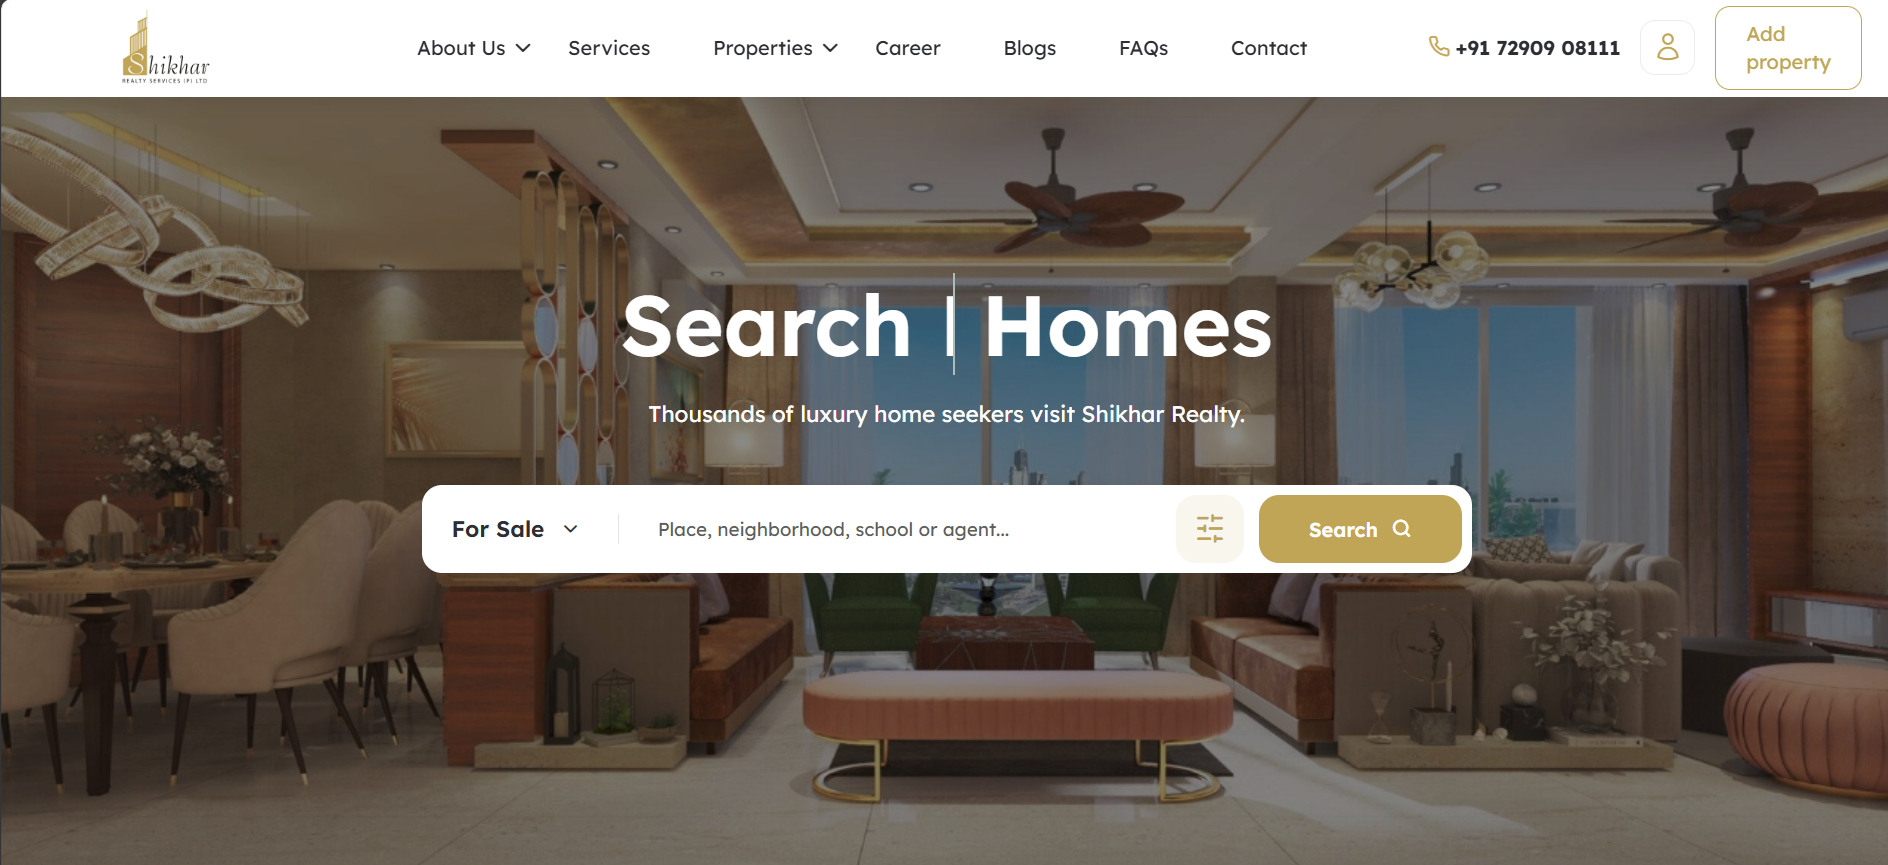 Shikhar
REALTY SERVICES (P) LTD
About Us
Services
Properties
Career
Blogs
FAQs
Contact
+91 72909 08111
Add
property
Search | Homes
Thousands of luxury home seekers visit Shikhar Realty.
For Sale
Place, neighborhood, school or agent...
Search